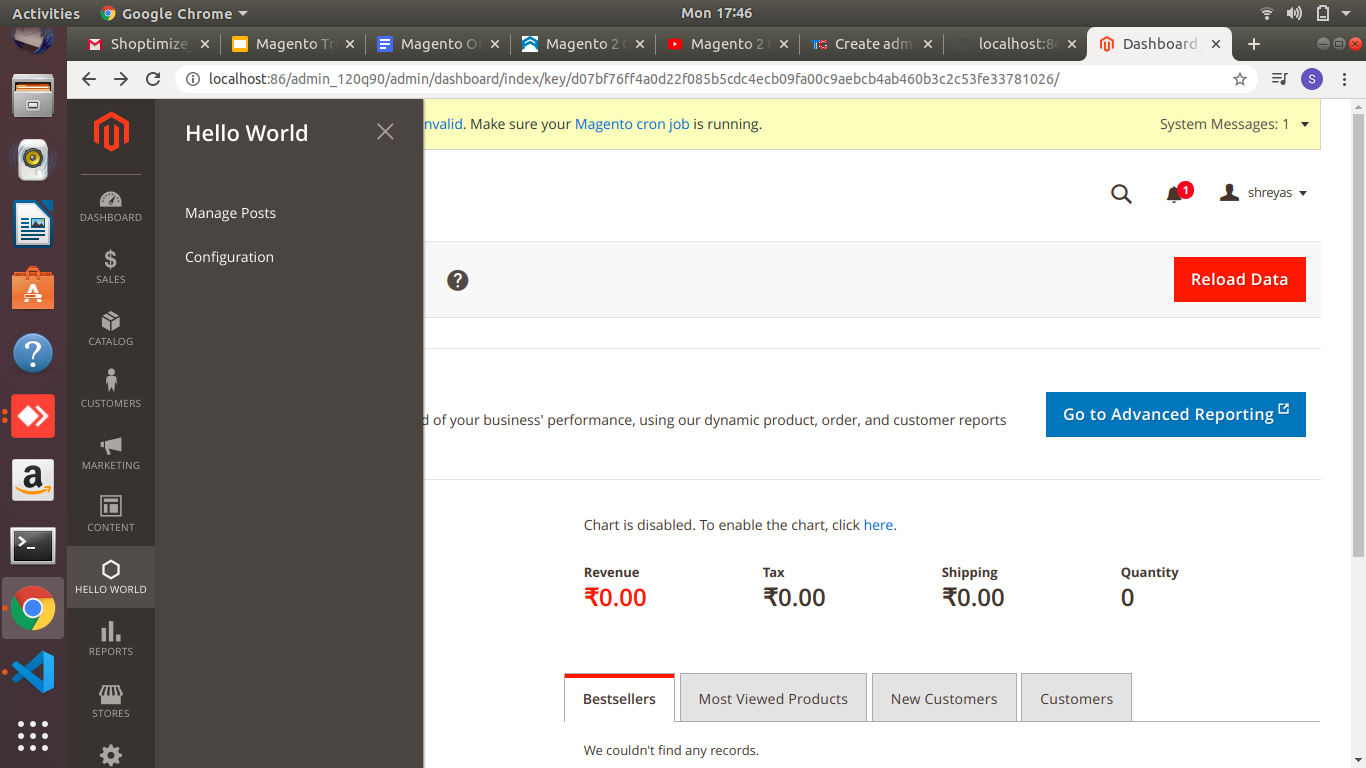 Activities Google Chrome Mon 17:46
Shoptimize Magento Tr Magento O Magento 2 Magento 2 Create adm localhost:8 Dashboard
localhost:86/admin_120q90/admin/dashboard/index/key/d07bf76ff4a0d22f085b5cdc4ecb09fa00c9aebcb4ab460b3c2c53fe33781026/ S
Hello World
Manage Posts
Configuration
DASHBOARD
SALES
CATALOG
CUSTOMERS
MARKETING
CONTENT
HELLO WORLD
REPORTS
STORES
nvalid. Make sure your Magento cron job is running. System Messages: 1
1 shreyas
? Reload Data
d of your business' performance, using our dynamic product, order, and customer reports Go to Advanced Reporting
Chart is disabled. To enable the chart, click here.
Revenue Tax Shipping Quantity
₹0.00 ₹0.00 ₹0.00 0
Bestsellers Most Viewed Products New Customers Customers
We couldn't find any records.